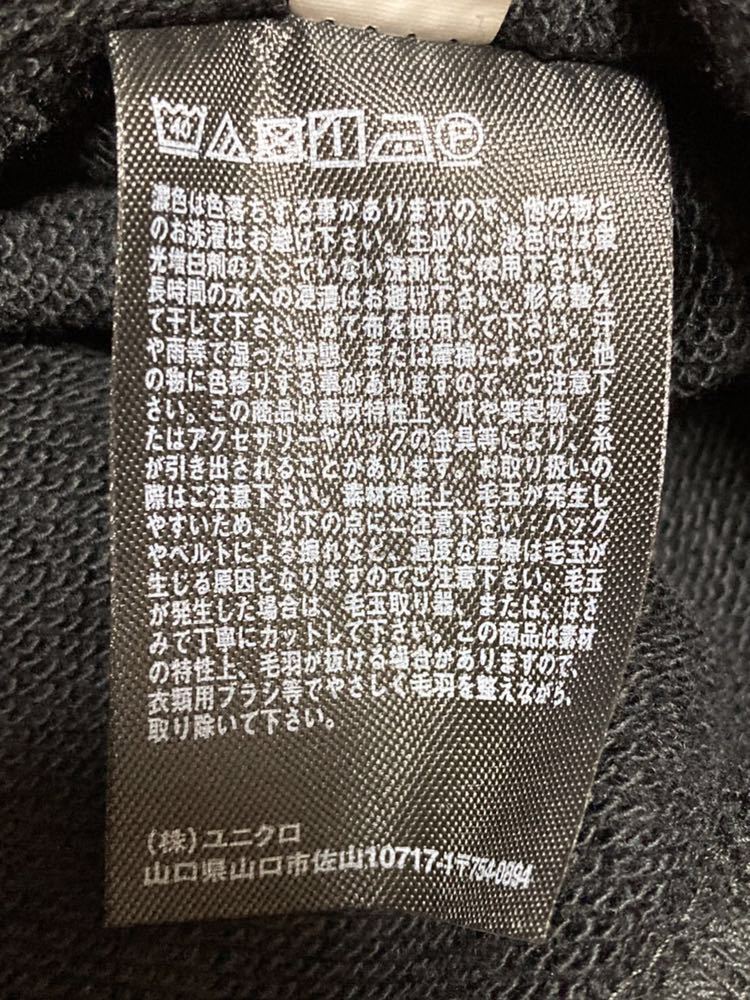 40 P
濃色は色落ちする事がありますので、他の物と
のお洗濯はお避け下さい。生成り、淡色には蛍
光増白剤の入っていない洗剤をご使用下さい。
長時間の水への浸漬はお避け下さい。形を整え
て干して下さい。あて布を使用して下さい。汗
や雨等で湿った状態、または摩擦によって、他
の物に色移りする事がありますので、ご注意下
さい。この商品は素材特性上、爪や突起物、ま
たはアクセサリーやバックの金具等により、糸
が引き出されることがあります。お取り扱いの
際はご注意下さい。素材特性上、毛玉が発生し
やすいため、以下の点にご注意下さい。バッグ
やベルトによる擦れなど、過度な摩擦は毛玉が
生じる原因となりますのでご注意下さい。毛玉
が発生した場合は、毛玉取り器、または、はさ
みで丁寧にカットして下さい。この商品は素材
の特性上、毛羽が抜ける場合がありますので、
衣類用ブラシ等でやさしく毛羽を整えながら、
取り除いて下さい。
(株)ユニクロ
山口県山口市佐山10717-1〒754-0894